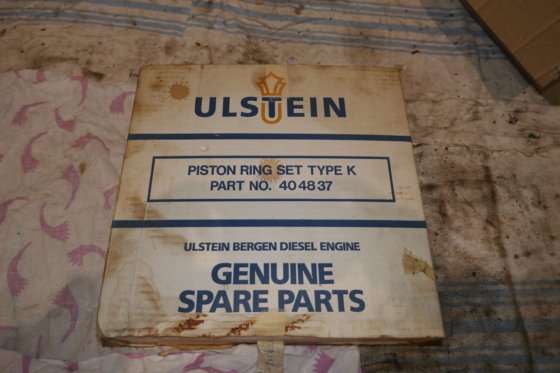 ULSTEIN
PISTON RING SET TYPE K
PART NO. 404837
ULSTEIN BERGEN DIESEL ENGINE
GENUINE
SPARE PARTS